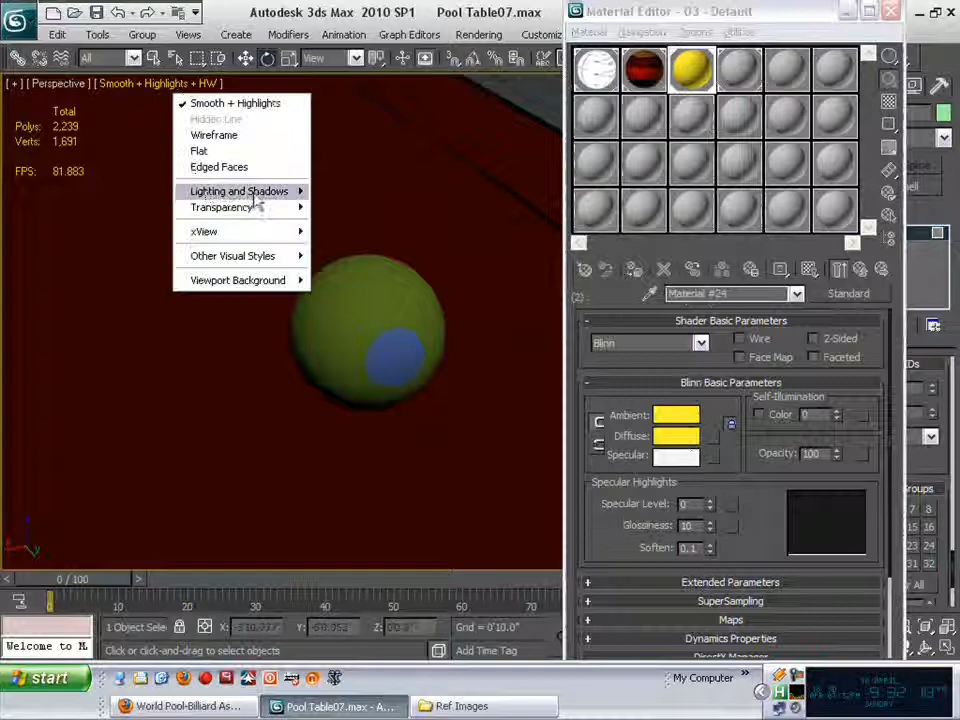 Autodesk 3ds Max 2010 SP1 Pool Table07.max
Material Editor - 03 - Default
Edit Tools Group Views Create Modifiers Animation Graph Editors Rendering Customiz
Material Navigation Options Utilities
All View
[ + ] [ Perspective ] [ Smooth + Highlights + HW ]
Total
Polys: 2,239
Verts: 1,691
FPS: 81.883
Smooth + Highlights
Hidden Line
Wireframe
Flat
Edged Faces
Lighting and Shadows
Transparency
xView
Other Visual Styles
Viewport Background
Material #24 Standard
Shader Basic Parameters
Blinn Wire 2-Sided
Face Map Faceted
Blinn Basic Parameters
Self-Illumination
Ambient: Color 0
Diffuse:
Specular: Opacity: 100
Specular Highlights
Specular Level: 0
Glossiness: 10
Soften: 0.1
Extended Parameters
SuperSampling
Maps
Dynamics Properties
DirectX Manager
0 / 100
10 20 30 40 50 60 70
1 Object Sele X: Y: Z: Grid = 0'10.0"
Welcome to M
Click or click-and-drag to select objects Add Time Tag
start My Computer
World Pool-Billiard As... Pool Table07.max - A... Ref Images
9:32
SUNDAY